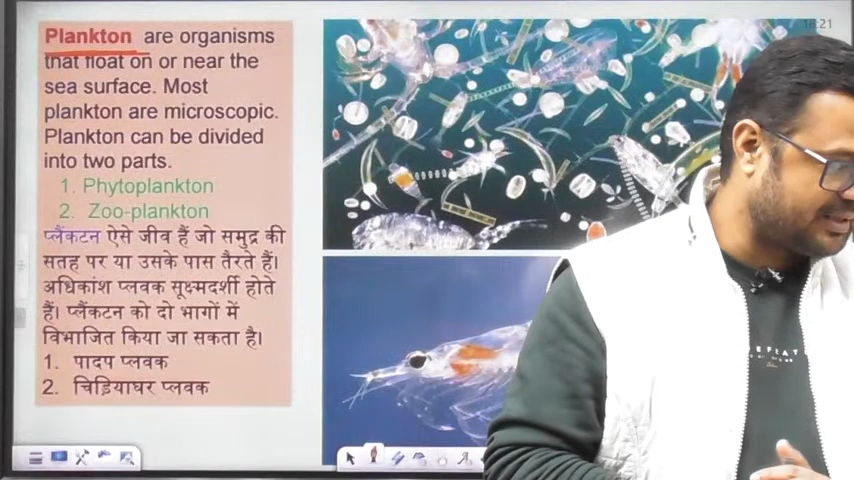 18:21
Plankton are organisms
that float on or near the
sea surface. Most
plankton are microscopic.
Plankton can be divided
into two parts.
1. Phytoplankton
2. Zoo-plankton
प्लैंकटन ऐसे जीव हैं जो समुद्र की
सतह पर या उसके पास तैरते हैं।
अधिकांश प्लवक सूक्ष्मदर्शी होते
हैं। प्लैंकटन को दो भागों में
विभाजित किया जा सकता है।
1. पादप प्लवक
2. चिड़ियाघर प्लवक